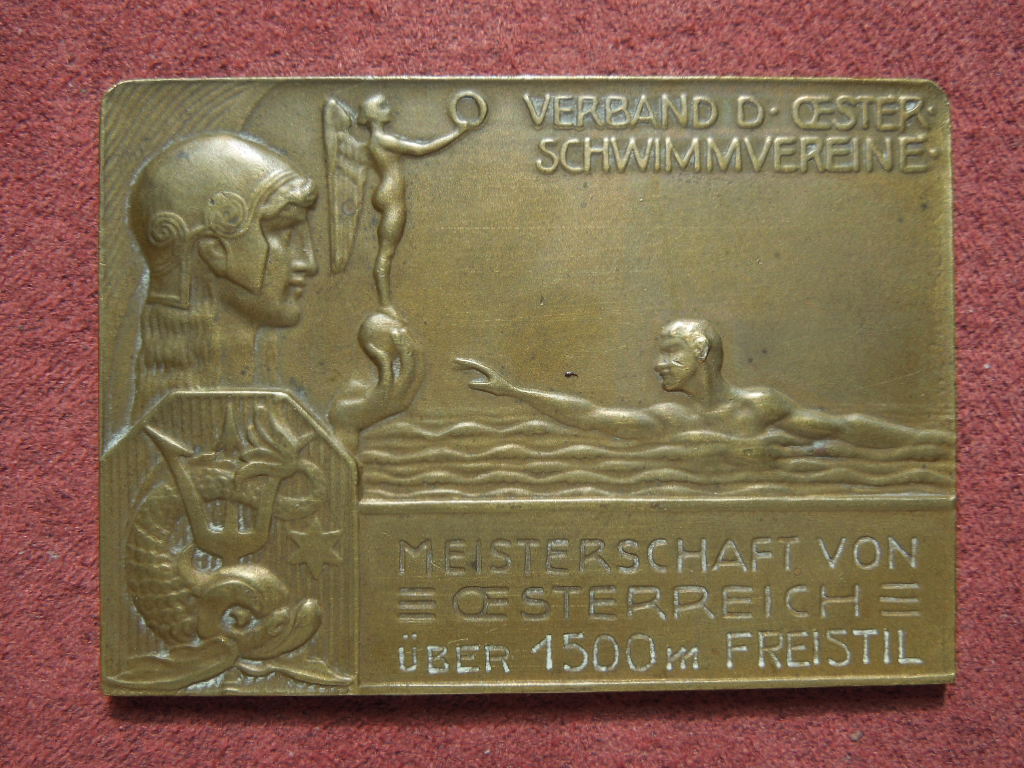 VERBAND D· ŒSTER·
SCHWIMMVEREINE·
MEISTERSCHAFT VON
ŒSTERREICH
ÜBER 1500m FREISTIL